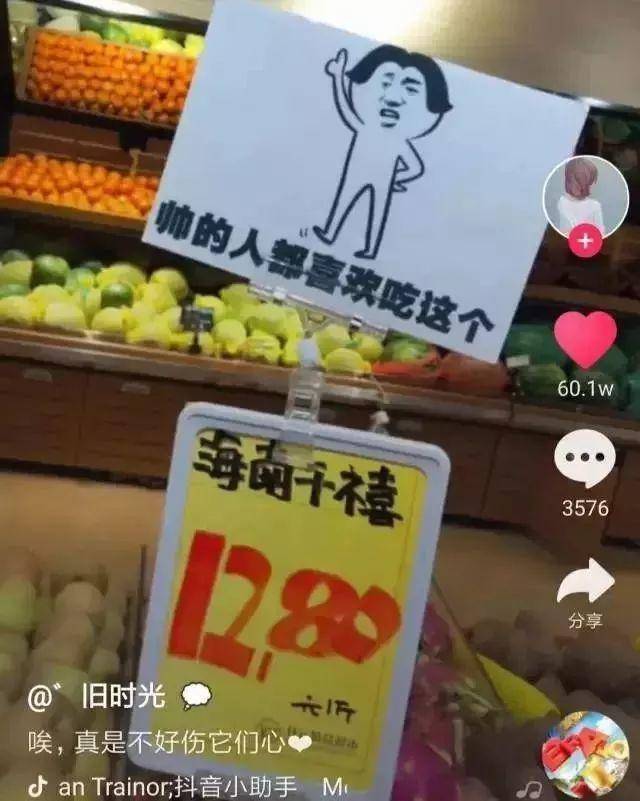 帅的人都喜欢吃这个
海南千禧
12.80
元/斤
60.1w
3576
分享
@゛旧时光 💭
唉,真是不好伤它们心❤
an Trainor;抖音小助手 M